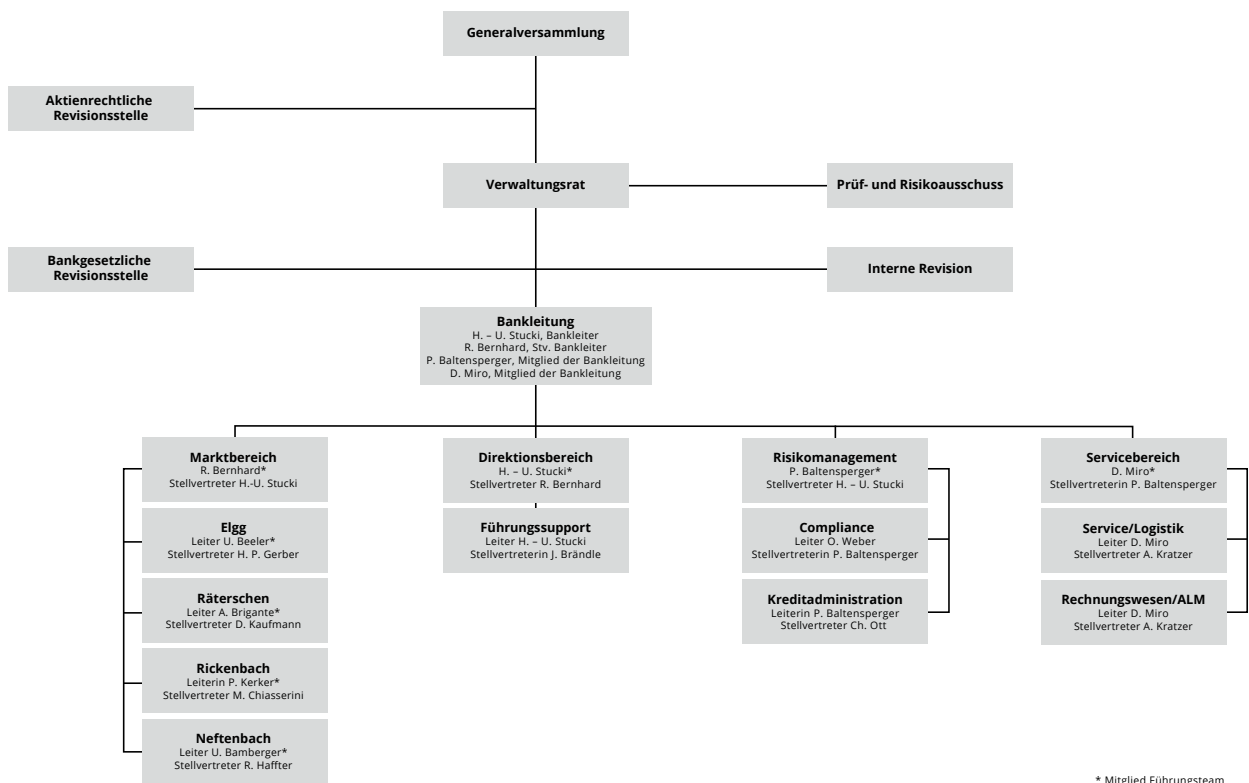 Generalversammlung
Aktienrechtliche
Revisionsstelle
Verwaltungsrat
Prüf- und Risikoausschuss
Bankgesetzliche
Revisionsstelle
Interne Revision
Bankleitung
H. – U. Stucki, Bankleiter
R. Bernhard, Stv. Bankleiter
P. Baltensperger, Mitglied der Bankleitung
D. Miro, Mitglied der Bankleitung
Marktbereich
R. Bernhard*
Stellvertreter H.-U. Stucki
Elgg
Leiter U. Beeler*
Stellvertreter H. P. Gerber
Räterschen
Leiter A. Brigante*
Stellvertreter D. Kaufmann
Rickenbach
Leiterin P. Kerker*
Stellvertreter M. Chiasserini
Neftenbach
Leiter U. Bamberger*
Stellvertreter R. Haffter
Direktionsbereich
H. – U. Stucki*
Stellvertreter R. Bernhard
Führungssupport
Leiter H. – U. Stucki
Stellvertreterin J. Brändle
Risikomanagement
P. Baltensperger*
Stellvertreter H. – U. Stucki
Compliance
Leiter O. Weber
Stellvertreterin P. Baltensperger
Kreditadministration
Leiterin P. Baltensperger
Stellvertreter Ch. Ott
Servicebereich
D. Miro*
Stellvertreterin P. Baltensperger
Service/Logistik
Leiter D. Miro
Stellvertreter A. Kratzer
Rechnungswesen/ALM
Leiter D. Miro
Stellvertreter A. Kratzer
* Mitglied Führungsteam